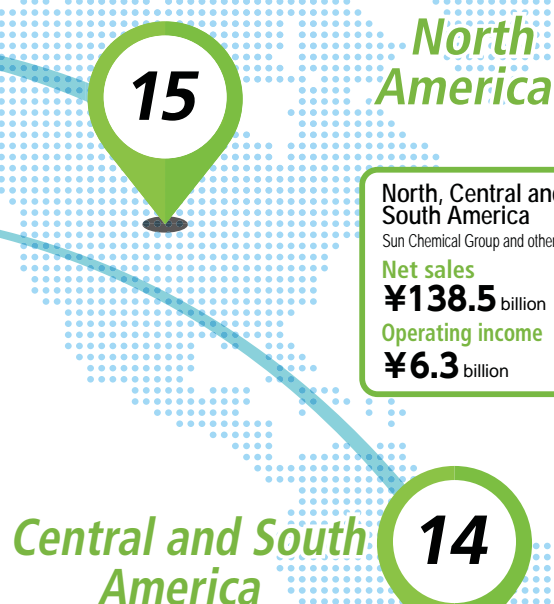 North
America
15
North, Central and
South America
Sun Chemical Group and other
Net sales
¥138.5 billion
Operating income
¥6.3 billion
14
Central and South
America